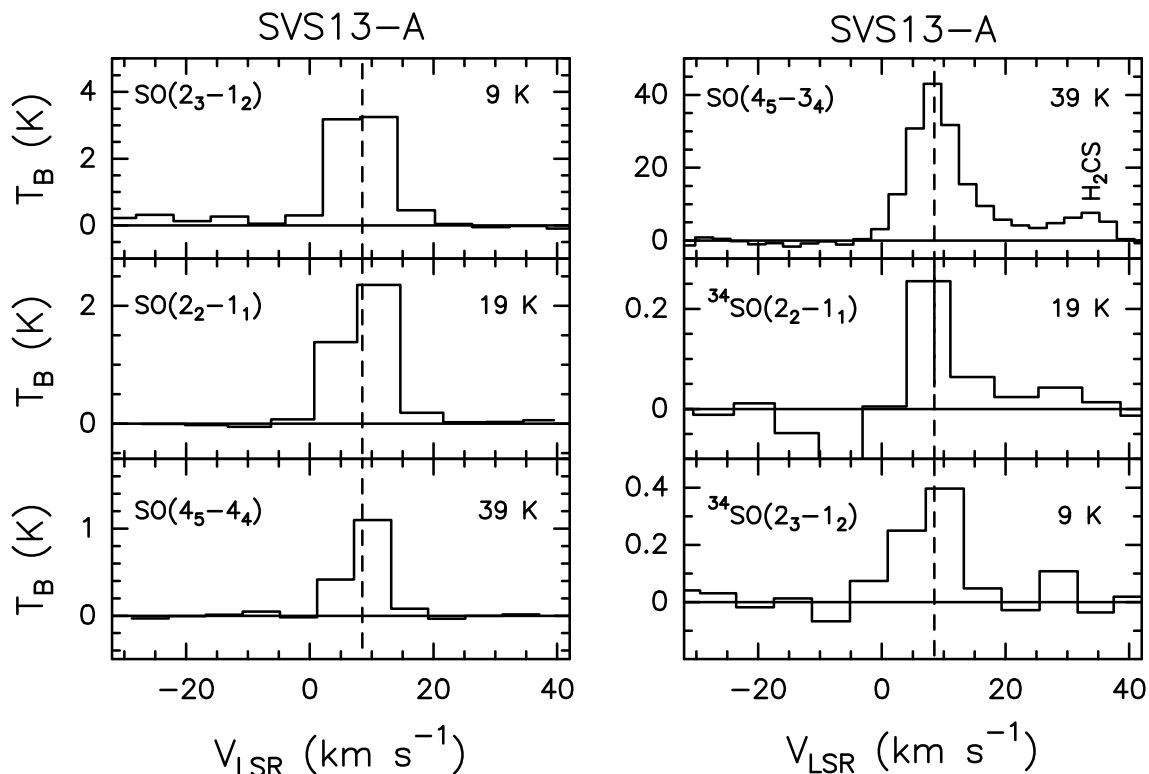 SVS13-A
SO(2₃-1₂) 9 K
4
2
0
T_B (K)
SO(2₂-1₁) 19 K
2
0
T_B (K)
SO(4₅-4₄) 39 K
1
0
T_B (K)
-20 0 20 40
V_LSR (km s⁻¹)
SVS13-A
SO(4₅-3₄) 39 K
H₂CS
40
20
0
³⁴SO(2₂-1₁) 19 K
0.2
0
³⁴SO(2₃-1₂) 9 K
0.4
0.2
0
-20 0 20 40
V_LSR (km s⁻¹)